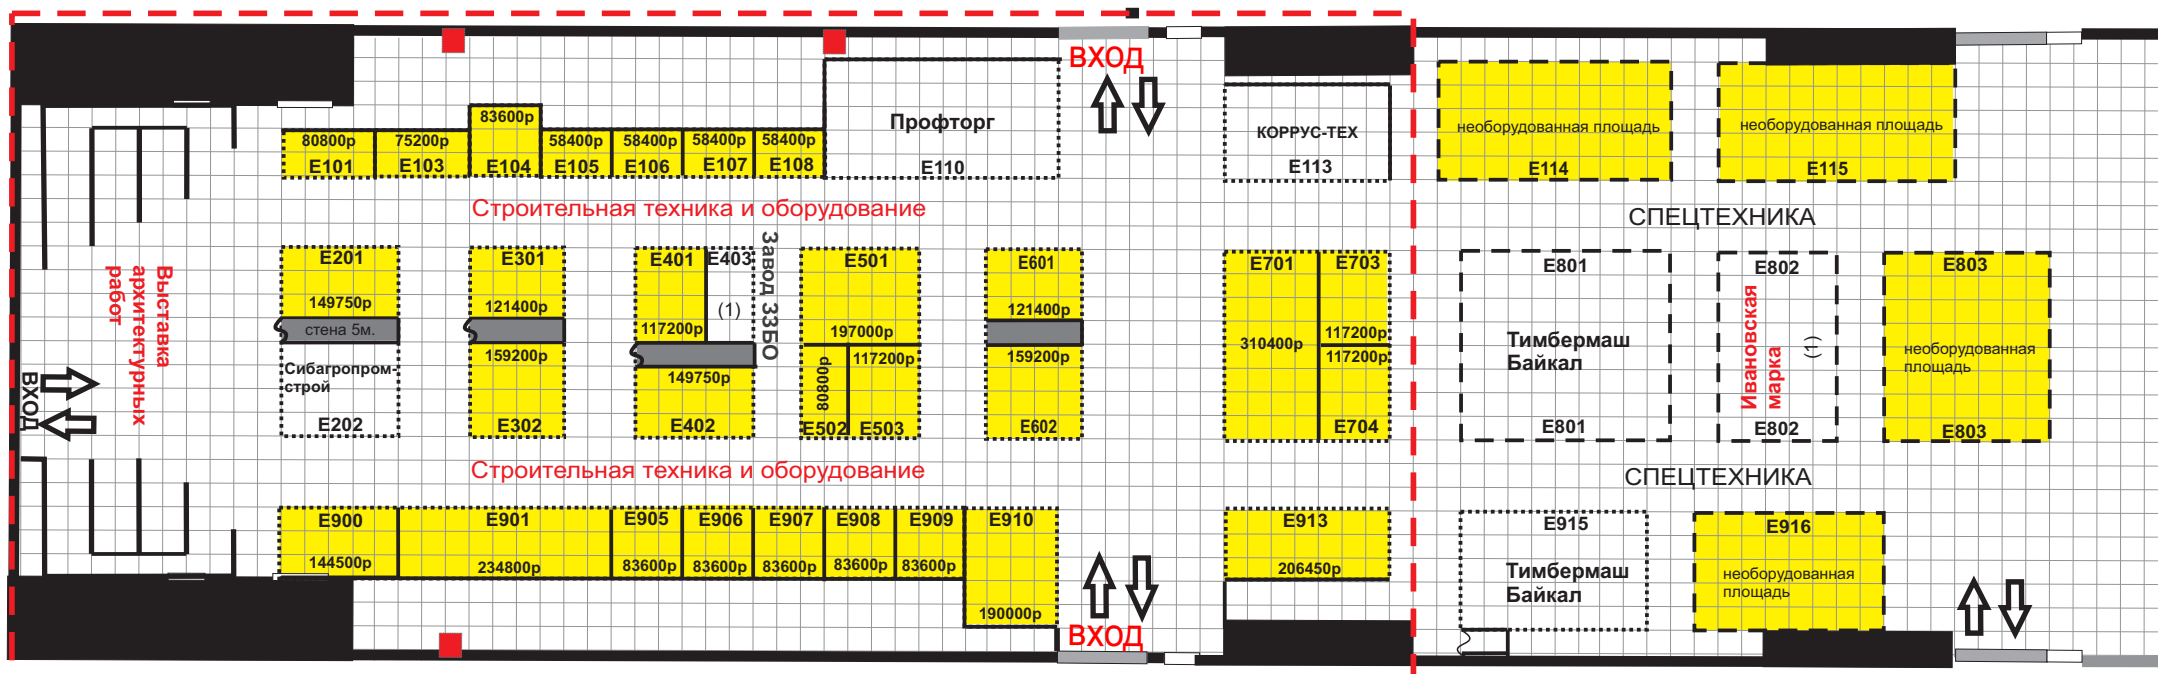 ВХОД
Профторг
E110
КОРРУС-ТЕХ
E113
80800р
E101
75200р
E103
83600р
E104
58400р
E105
58400р
E106
58400р
E107
58400р
E108
необорудованная площадь
E114
необорудованная площадь
E115
Строительная техника и оборудование
СПЕЦТЕХНИКА
Выставка
архитектурных
работ
ВХОД
E201
149750р
стена 5м.
Сибагропром-
строй
E202
E301
121400р
159200р
E302
E401
117200р
E403
(1)
Завод ЗЗБО
149750р
E402
E501
197000р
80800р
E502
117200р
E503
E601
121400р
159200р
E602
E701
310400р
E703
117200р
117200р
E704
E801
Тимбермаш
Байкал
E801
E802
Ивановская
марка
(1)
E802
E803
необорудованная
площадь
E803
Строительная техника и оборудование
СПЕЦТЕХНИКА
E900
144500р
E901
234800р
E905
83600р
E906
83600р
E907
83600р
E908
83600р
E909
83600р
E910
190000р
E913
206450р
E915
Тимбермаш
Байкал
E916
необорудованная
площадь
ВХОД